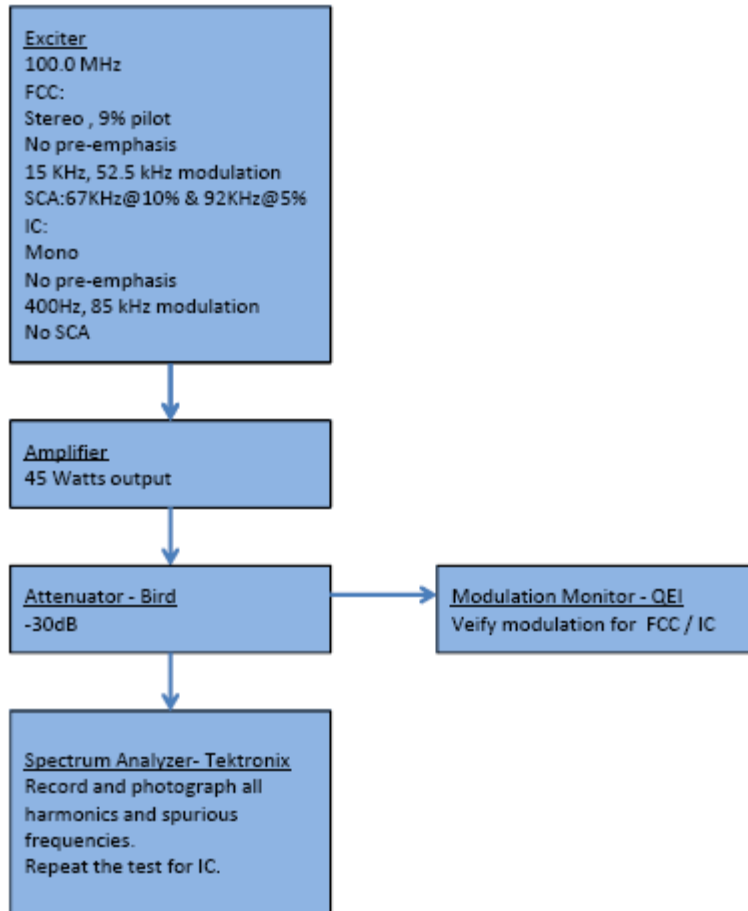 Exciter
100.0 MHz
FCC:
Stereo , 9% pilot
No pre-emphasis
15 KHz, 52.5 kHz modulation
SCA:67KHz@10% & 92KHz@5%
IC:
Mono
No pre-emphasis
400Hz, 85 kHz modulation
No SCA
Amplifier
45 Watts output
Attenuator - Bird
-30dB
Modulation Monitor - QEI
Veify modulation for FCC / IC
Spectrum Analyzer- Tektronix
Record and photograph all
harmonics and spurious
frequencies.
Repeat the test for IC.